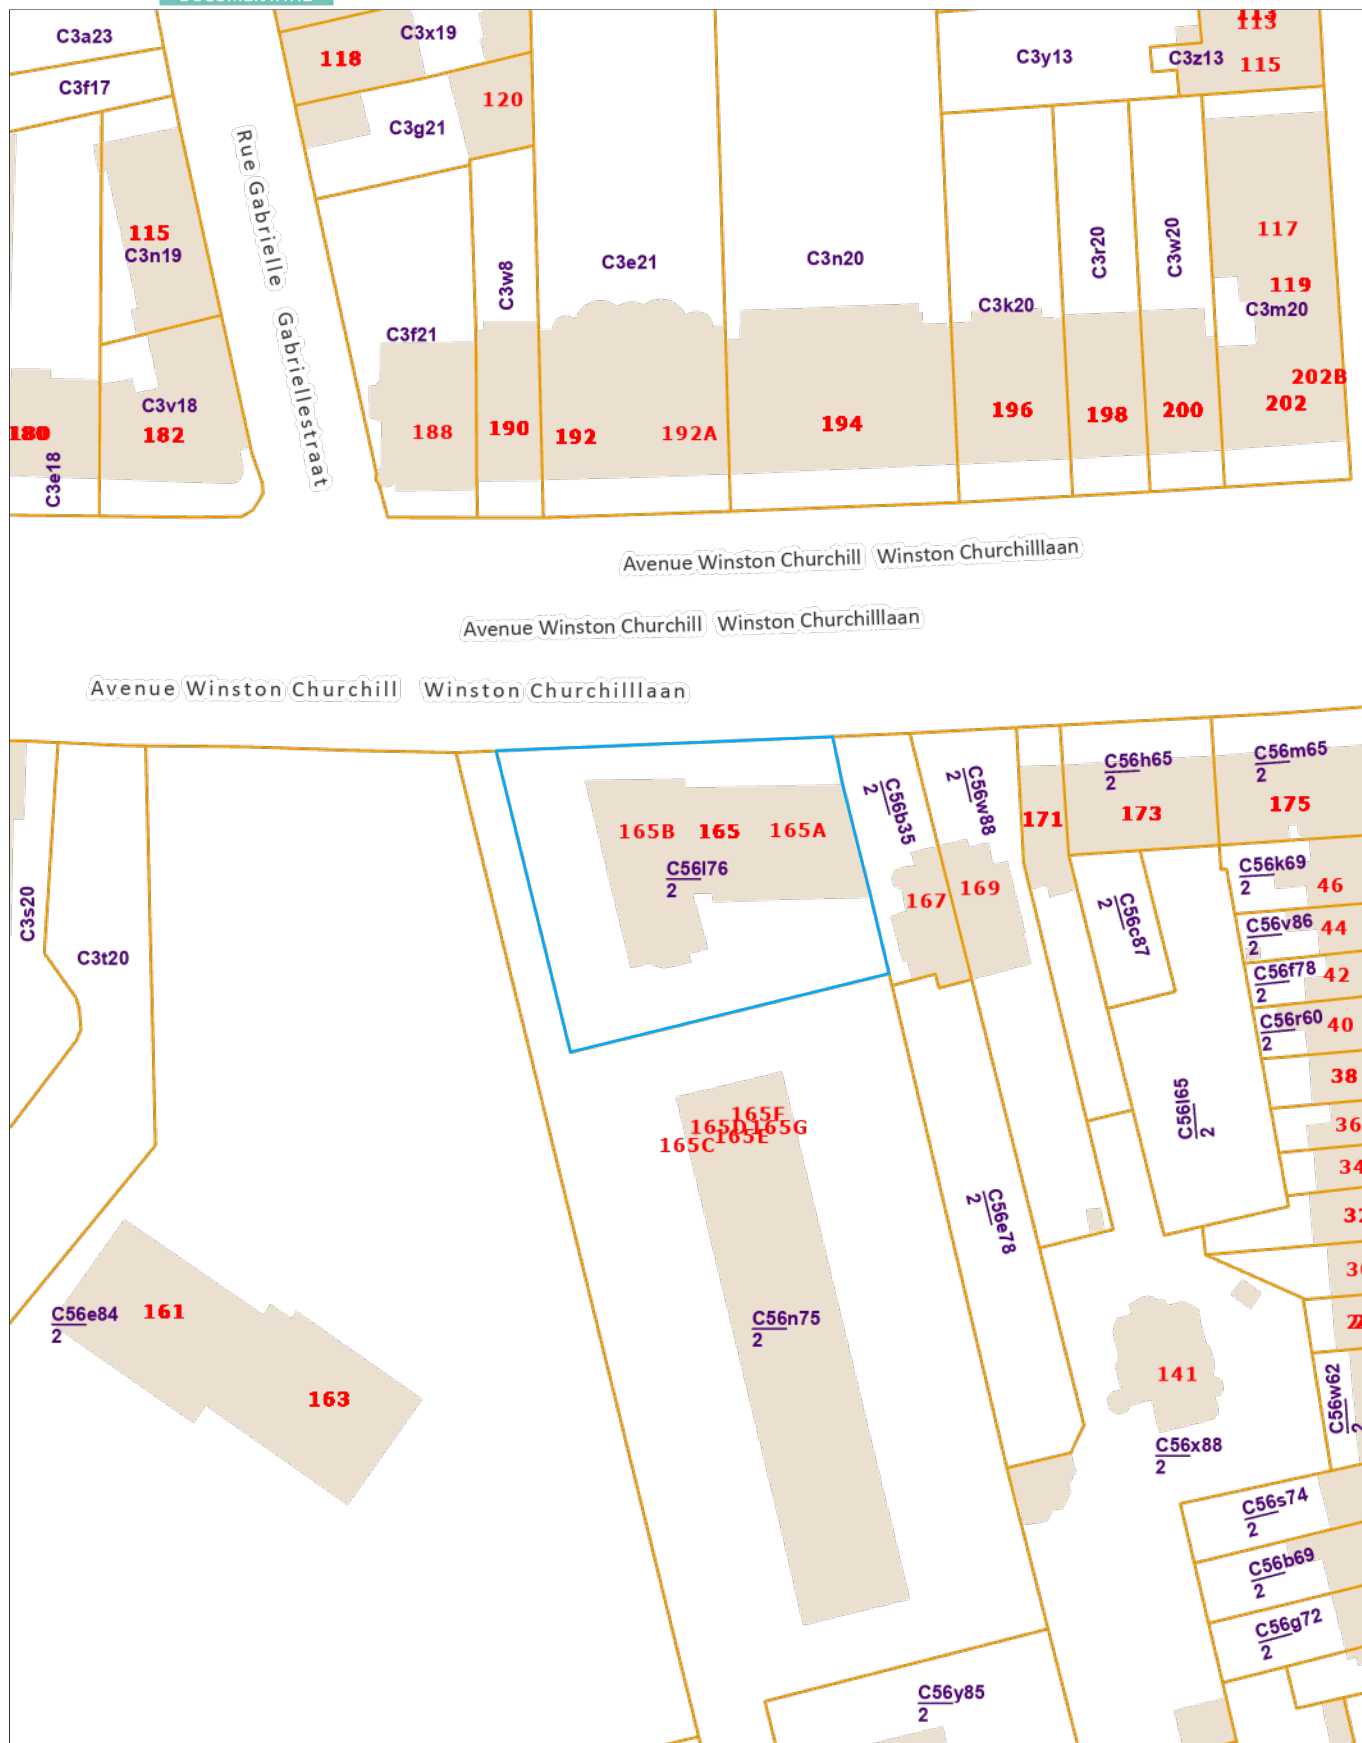 C3a23
C3f17
118
C3x19
C3y13
C3z13
113
115
120
C3g21
Rue Gabrielle Gabriellestraat
115
C3n19
C3w8
C3e21
C3n20
C3r20
C3w20
117
119
C3m20
C3k20
C3f21
202B
202
C3v18
182
180
C3e18
188
190
192
192A
194
196
198
200
Avenue Winston Churchill Winston Churchilllaan
Avenue Winston Churchill Winston Churchilllaan
Avenue Winston Churchill Winston Churchilllaan
C56h65
2
C56m65
2
C56b35
2
C56w88
2
165B
165
165A
171
173
175
C56l76
2
167
169
C56k69
2
46
C3s20
C56c87
2
C56v86
2
44
C3t20
C56f78
2
42
C56r60
2
40
38
C56l65
2
165F
165D
165G
165E
165C
36
34
32
C56e78
2
C56e84
2
161
C56n75
2
163
141
C56w62
2
C56x88
2
C56s74
2
C56b69
2
C56g72
2
C56y85
2